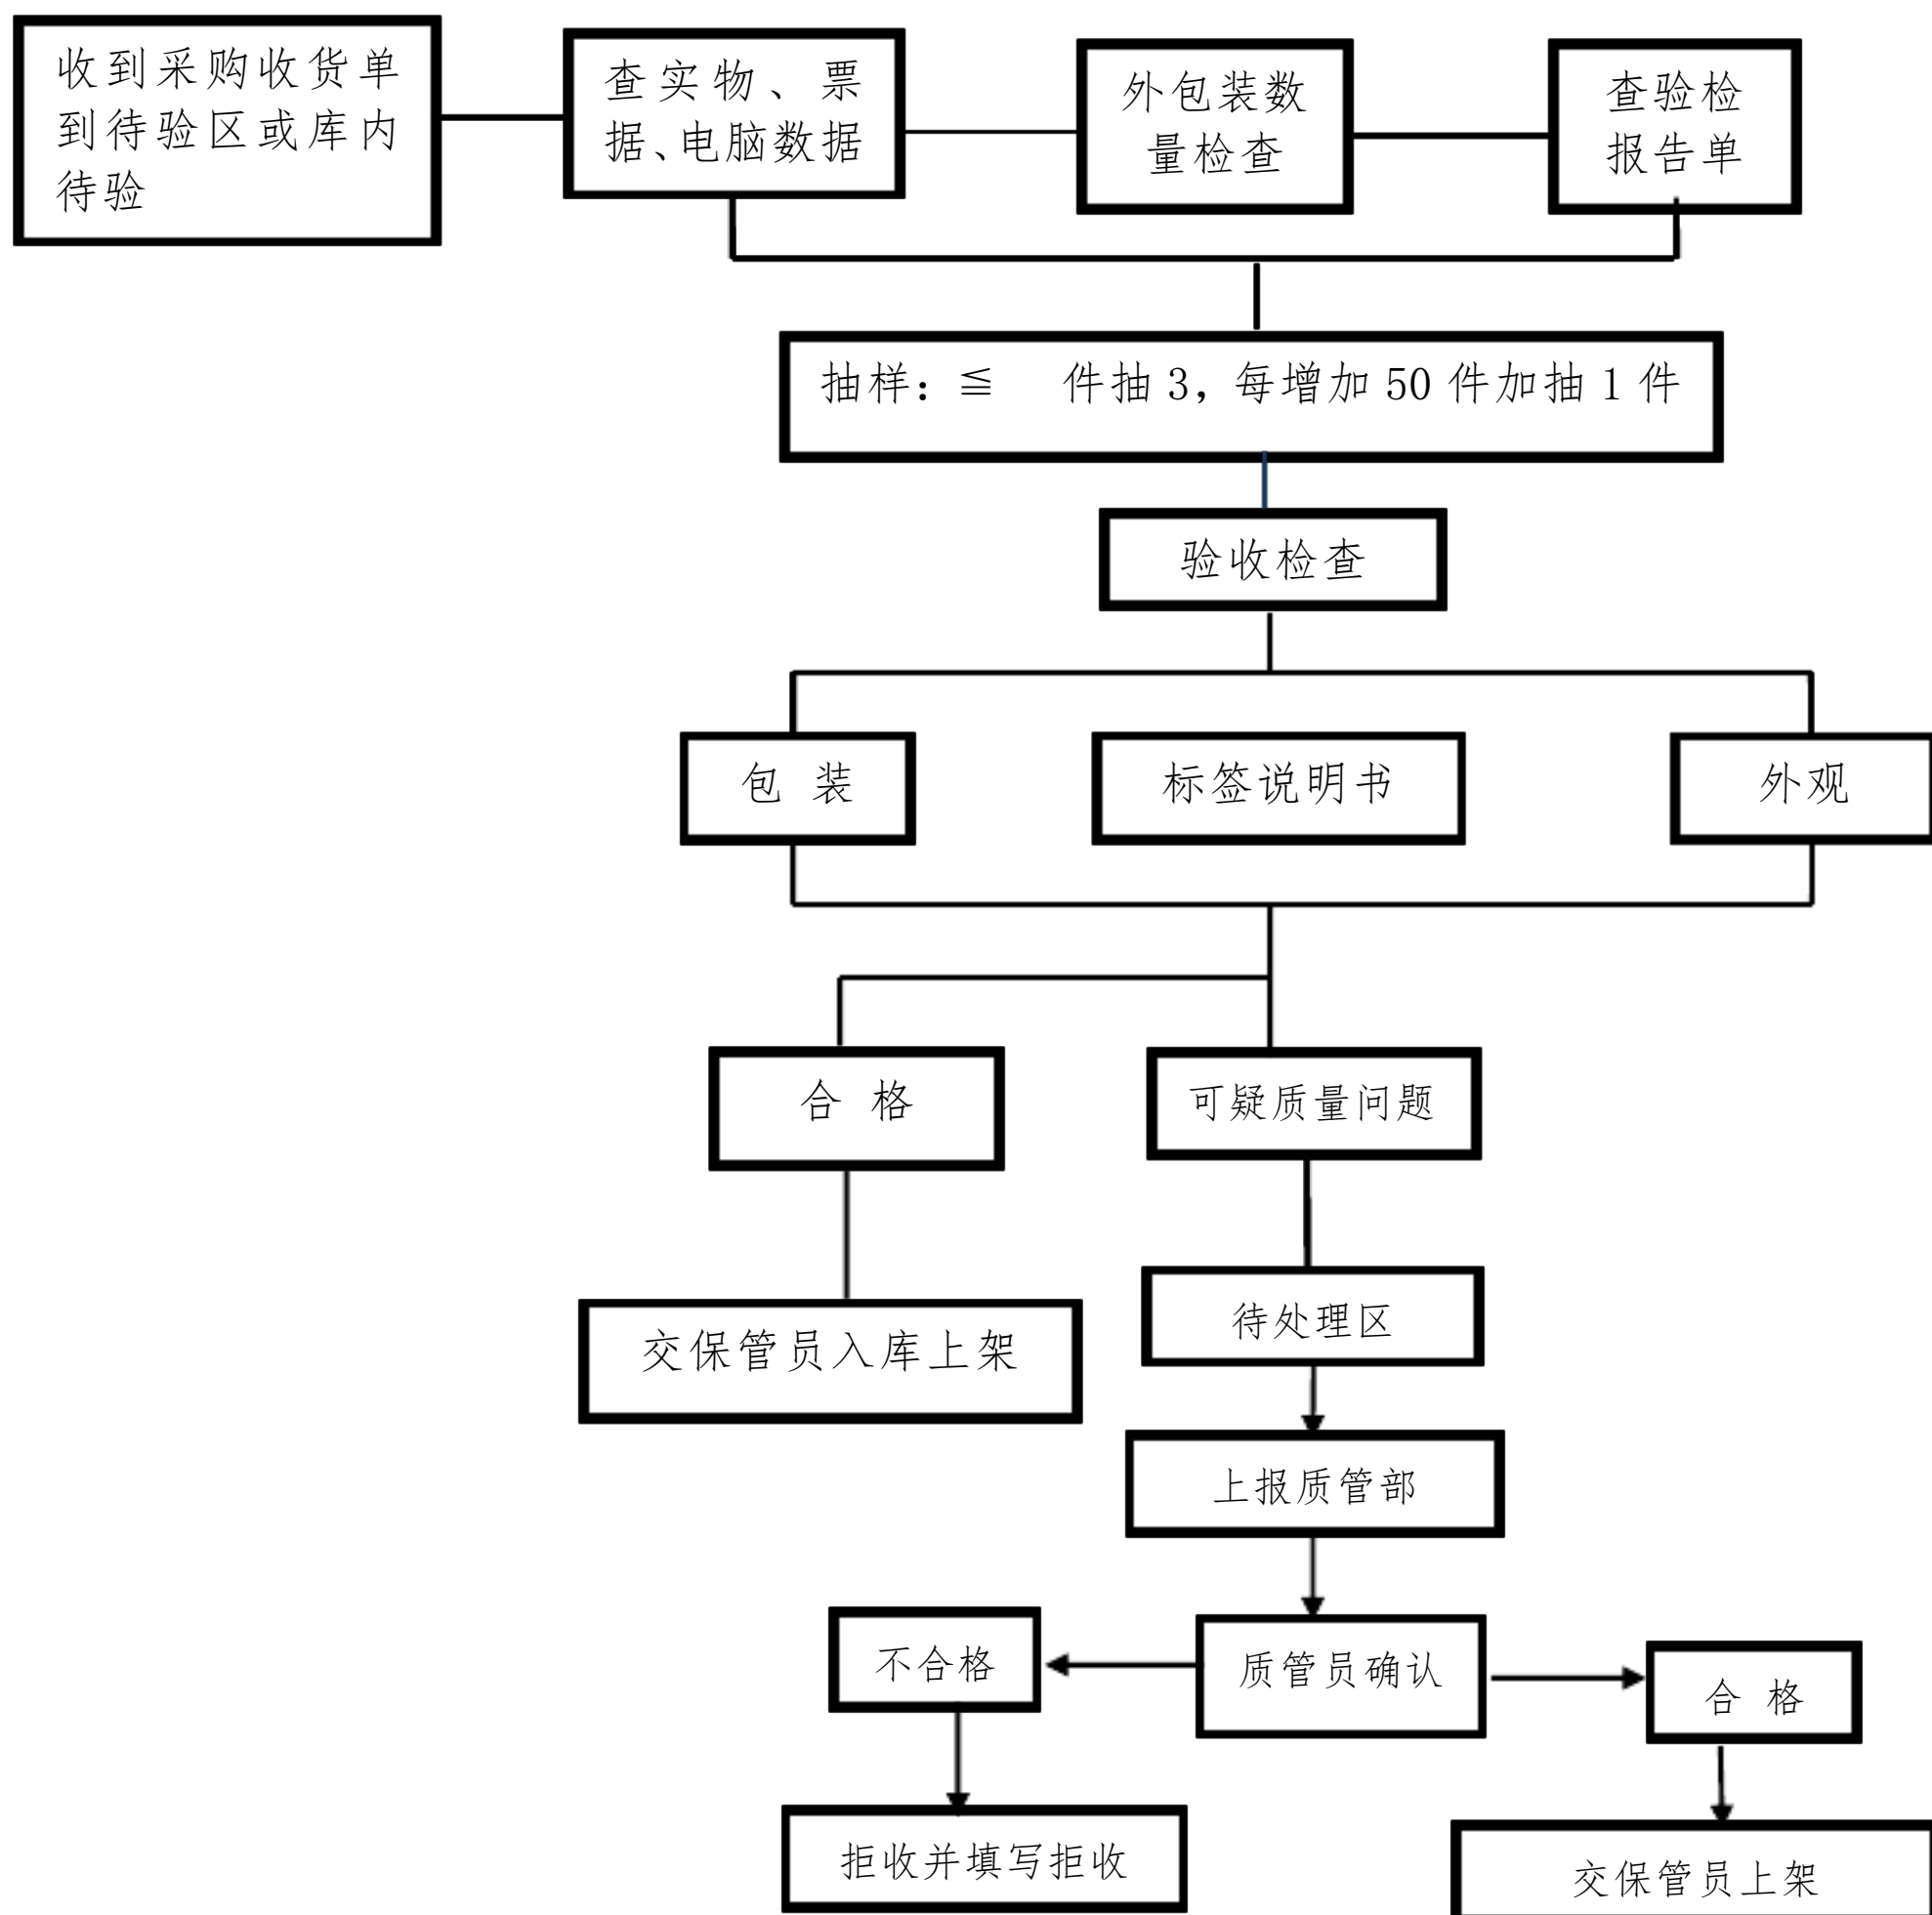 收到采购收货单
到待验区或库内
待验
查实物、票
据、电脑数据
外包装数
量检查
查验检
报告单
抽样：≦ 件抽3，每增加50件加抽1件
验收检查
包 装
标签说明书
外观
合 格
可疑质量问题
交保管员入库上架
待处理区
上报质管部
不合格
质管员确认
合 格
拒收并填写拒收
交保管员上架